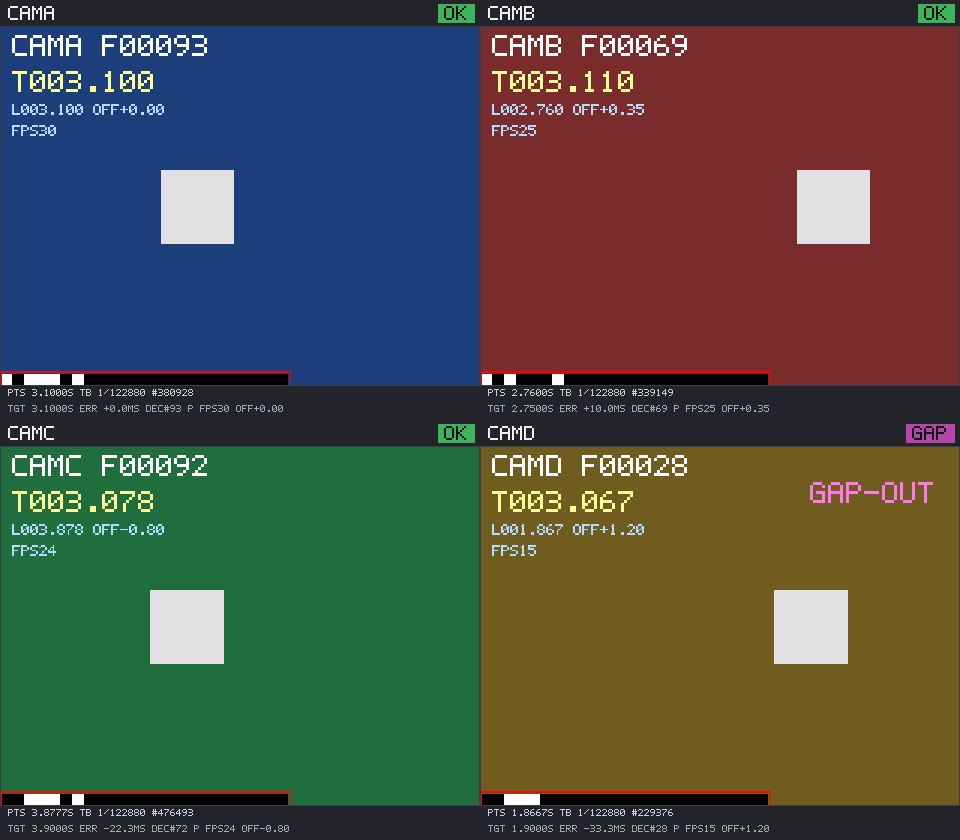 CAMA OK
CAMA F00093
T003.100
L003.100 OFF+0.00
FPS30
PTS 3.1000S TB 1/122880 #380928
TGT 3.1000S ERR +0.0MS DEC#93 P FPS30 OFF+0.00
CAMB OK
CAMB F00069
T003.110
L002.760 OFF+0.35
FPS25
PTS 2.7600S TB 1/122880 #339149
TGT 2.7500S ERR +10.0MS DEC#69 P FPS25 OFF+0.35
CAMC OK
CAMC F00092
T003.078
L003.878 OFF-0.80
FPS24
PTS 3.8777S TB 1/122880 #476493
TGT 3.9000S ERR -22.3MS DEC#72 P FPS24 OFF-0.80
CAMD GAP
CAMD F00028
GAP-OUT
T003.067
L001.867 OFF+1.20
FPS15
PTS 1.8667S TB 1/122880 #229376
TGT 1.9000S ERR -33.3MS DEC#28 P FPS15 OFF+1.20